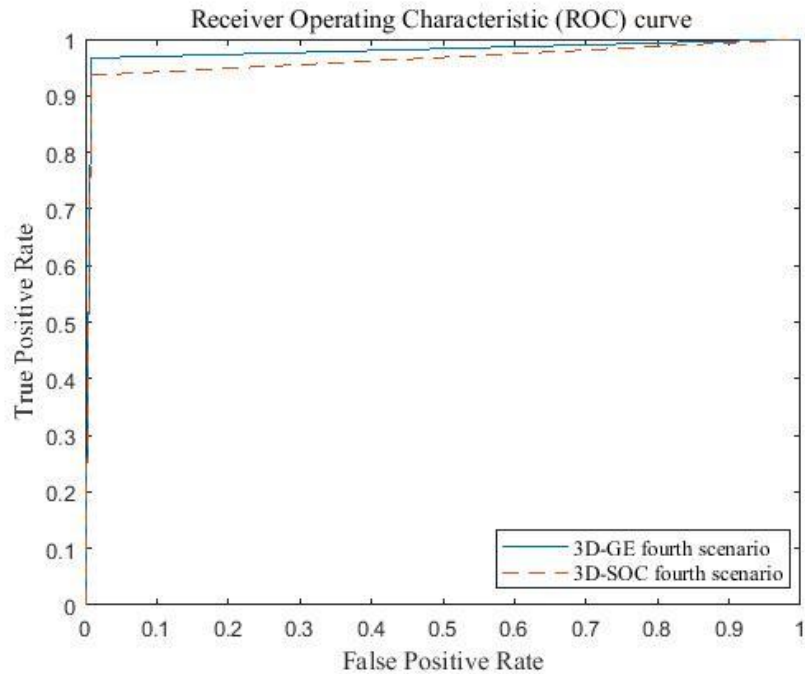 Receiver Operating Characteristic (ROC) curve
1
0.9
0.8
0.7
0.6
0.5
0.4
0.3
0.2
0.1
0
True Positive Rate
3D-GE fourth scenario
3D-SOC fourth scenario
0 0.1 0.2 0.3 0.4 0.5 0.6 0.7 0.8 0.9 1
False Positive Rate